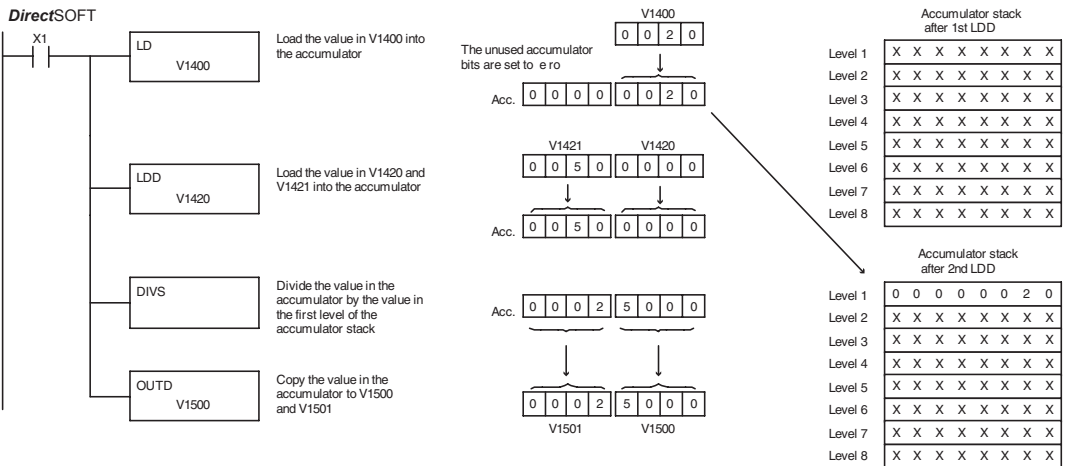 DirectSOFT
X1
LD
V1400
Load the value in V1400 into
the accumulator
LDD
V1420
Load the value in V1420 and
V1421 into the accumulator
DIVS
Divide the value in the
accumulator by the value in
the first level of the
accumulator stack
OUTD
V1500
Copy the value in the
accumulator to V1500
and V1501
V1400
0 0 2 0
The unused accumulator
bits are set to e ro
Acc. 0 0 0 0 0 0 2 0
V1421 V1420
0 0 5 0 0 0 0 0
Acc. 0 0 5 0 0 0 0 0
Acc. 0 0 0 2 5 0 0 0
0 0 0 2 5 0 0 0
V1501 V1500
Accumulator stack
after 1st LDD
Level 1 X X X X X X X X
Level 2 X X X X X X X X
Level 3 X X X X X X X X
Level 4 X X X X X X X X
Level 5 X X X X X X X X
Level 6 X X X X X X X X
Level 7 X X X X X X X X
Level 8 X X X X X X X X
Accumulator stack
after 2nd LDD
Level 1 0 0 0 0 0 0 2 0
Level 2 X X X X X X X X
Level 3 X X X X X X X X
Level 4 X X X X X X X X
Level 5 X X X X X X X X
Level 6 X X X X X X X X
Level 7 X X X X X X X X
Level 8 X X X X X X X X